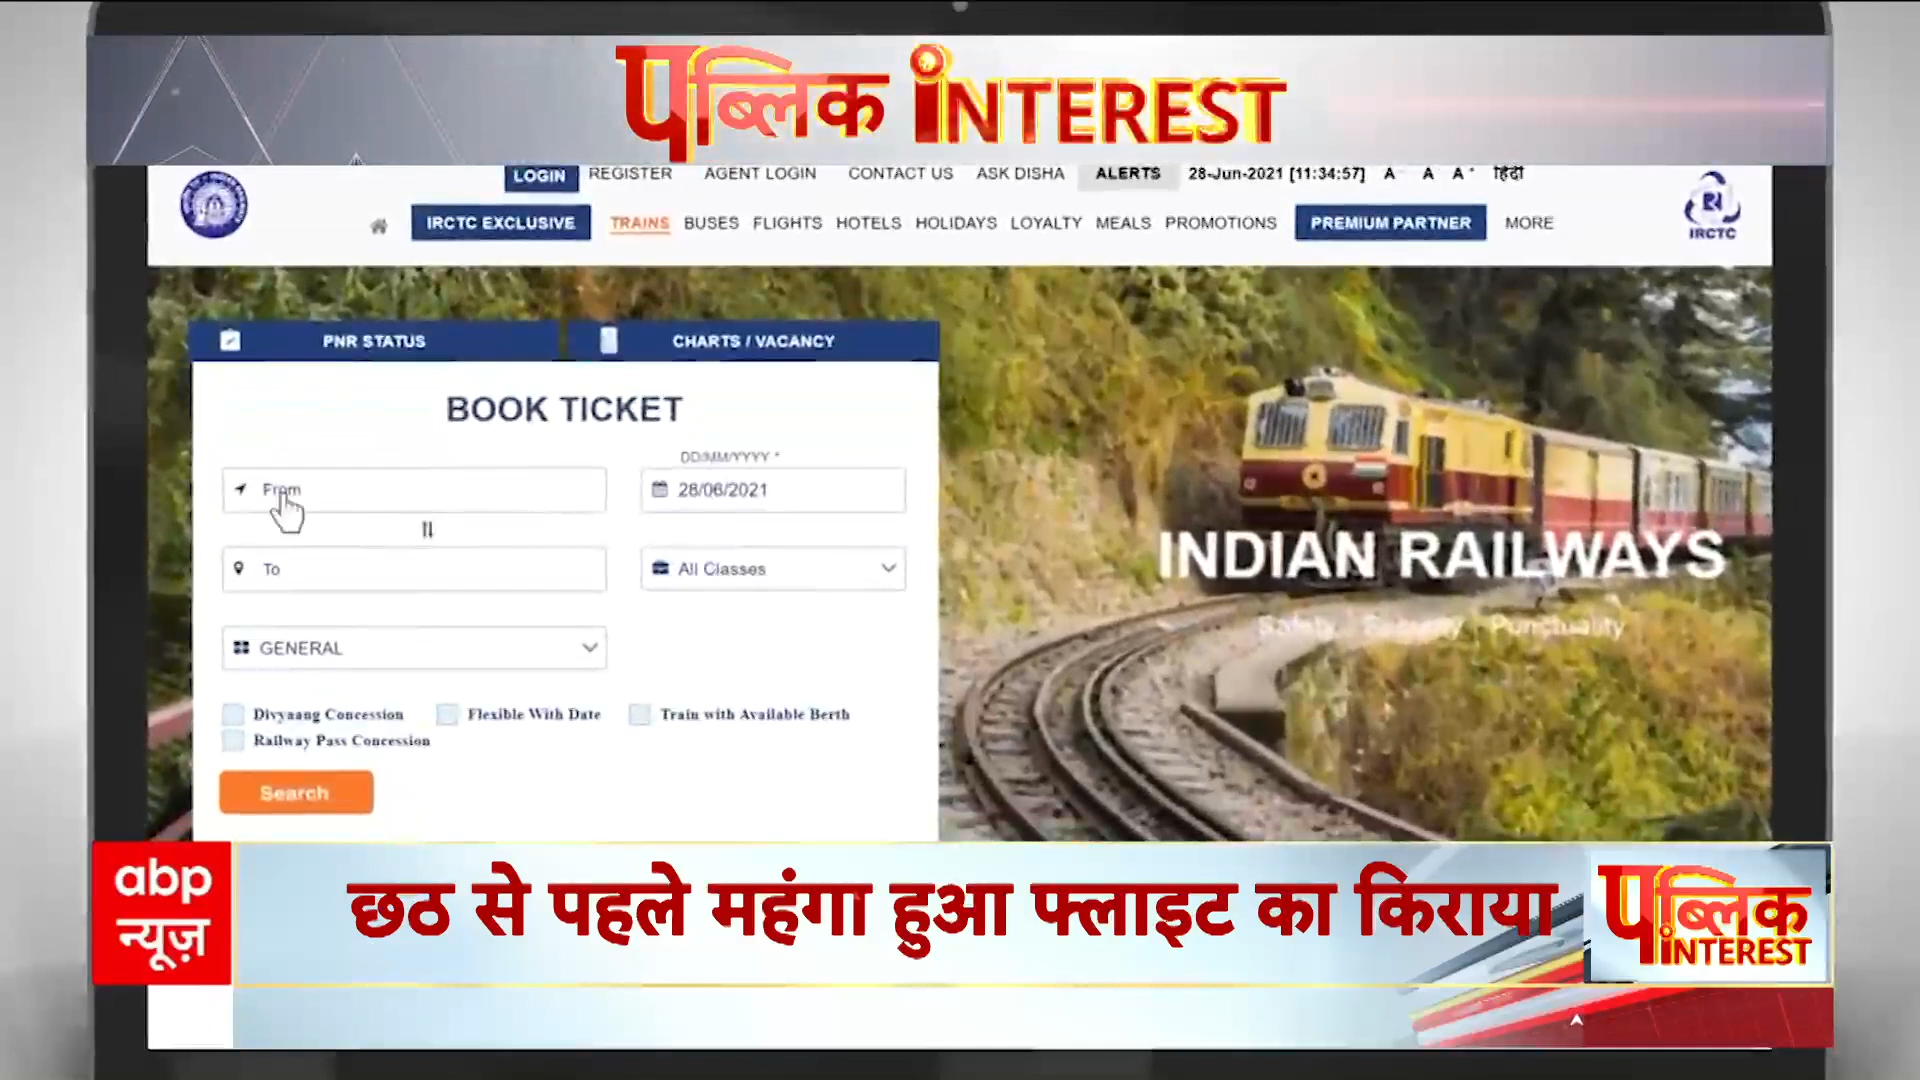 पब्लिक INTEREST
LOGIN REGISTER AGENT LOGIN CONTACT US ASK DISHA ALERTS 28-Jun-2021 [11:34:57] A A A+ हिंदी
IRCTC EXCLUSIVE TRAINS BUSES FLIGHTS HOTELS HOLIDAYS LOYALTY MEALS PROMOTIONS PREMIUM PARTNER MORE
IRCTC
PNR STATUS CHARTS / VACANCY
BOOK TICKET
DD/MM/YYYY *
From 28/06/2021
To All Classes
GENERAL
Divyaang Concession Flexible With Date Train with Available Berth
Railway Pass Concession
Search
INDIAN RAILWAYS
Safety | Security | Punctuality
abp
न्यूज़
छठ से पहले महंगा हुआ फ्लाइट का किराया
पब्लिक
INTEREST